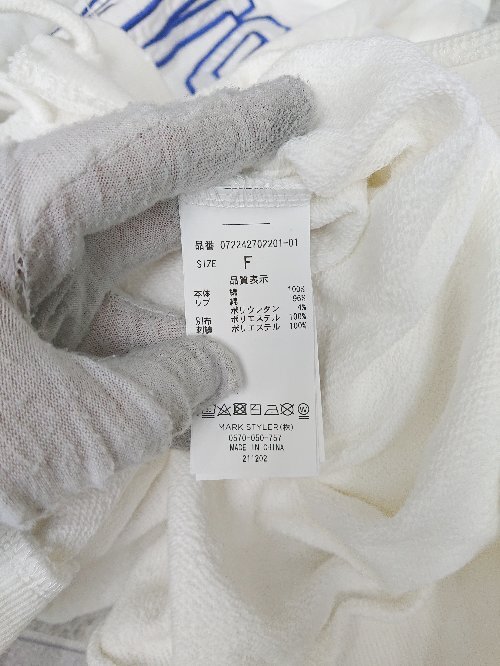 品番 072242702201-01
SIZE F
品質表示
本体 綿 100%
リブ 綿 96%
ポリウレタン 4%
別布 ポリエステル 100%
刺繍 ポリエステル 100%
MARK STYLER(株)
0570-050-757
MADE IN CHINA
211202